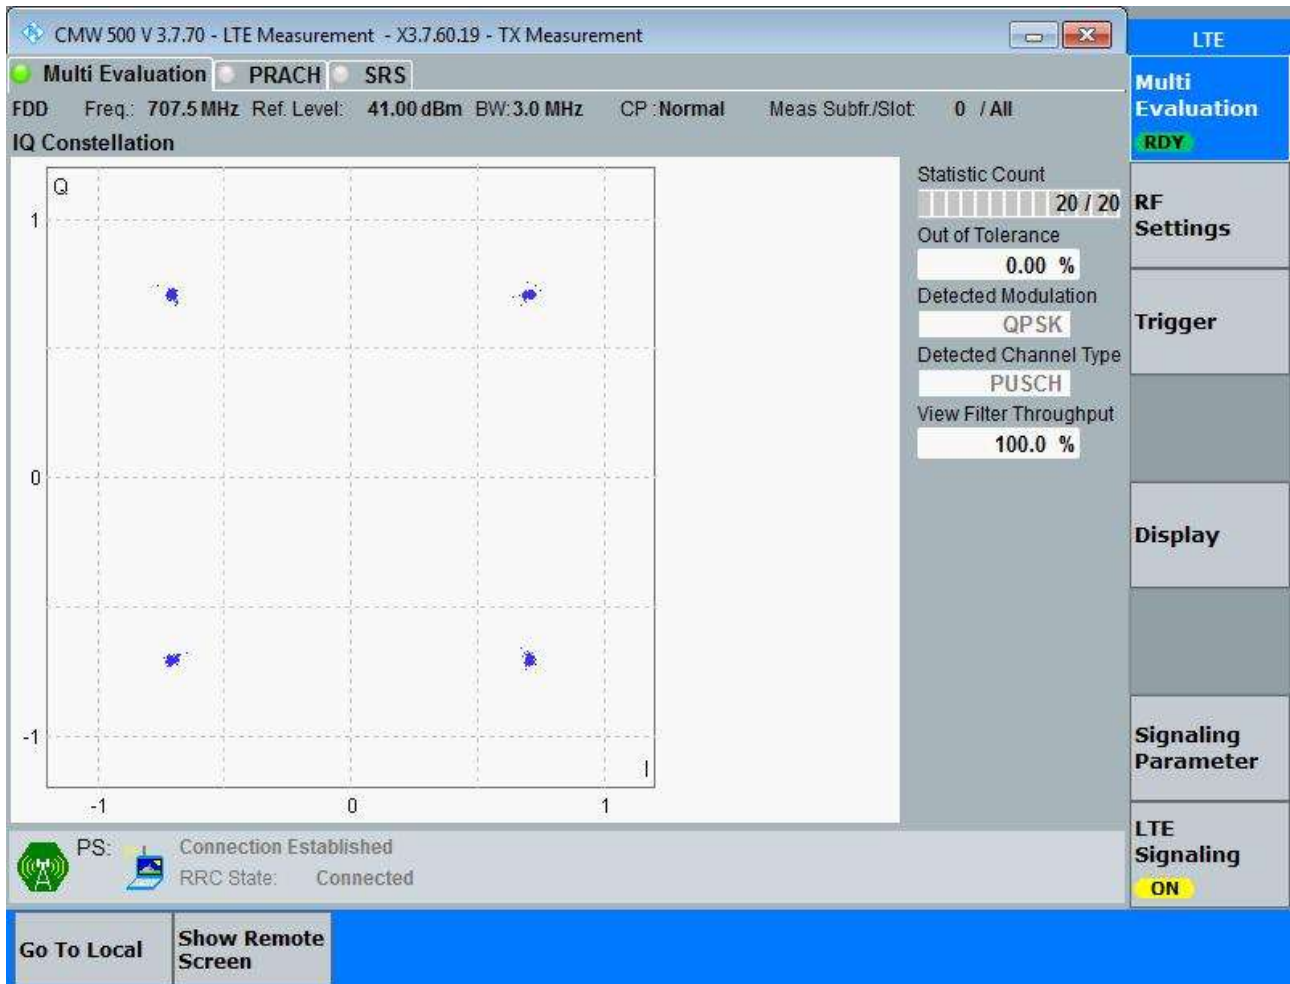 CMW 500 V 3.7.70 - LTE Measurement - X3.7.60.19 - TX Measurement
LTE
Multi Evaluation PRACH SRS
FDD Freq.: 707.5 MHz Ref. Level: 41.00 dBm BW: 3.0 MHz CP : Normal Meas Subfr./Slot: 0 / All
IQ Constellation
Q
1
0
-1
I
-1 0 1
Statistic Count
20 / 20
Out of Tolerance
0.00 %
Detected Modulation
QPSK
Detected Channel Type
PUSCH
View Filter Throughput
100.0 %
Multi
Evaluation
RDY
RF
Settings
Trigger
Display
Signaling
Parameter
LTE
Signaling
ON
PS: Connection Established
RRC State: Connected
Go To Local
Show Remote
Screen